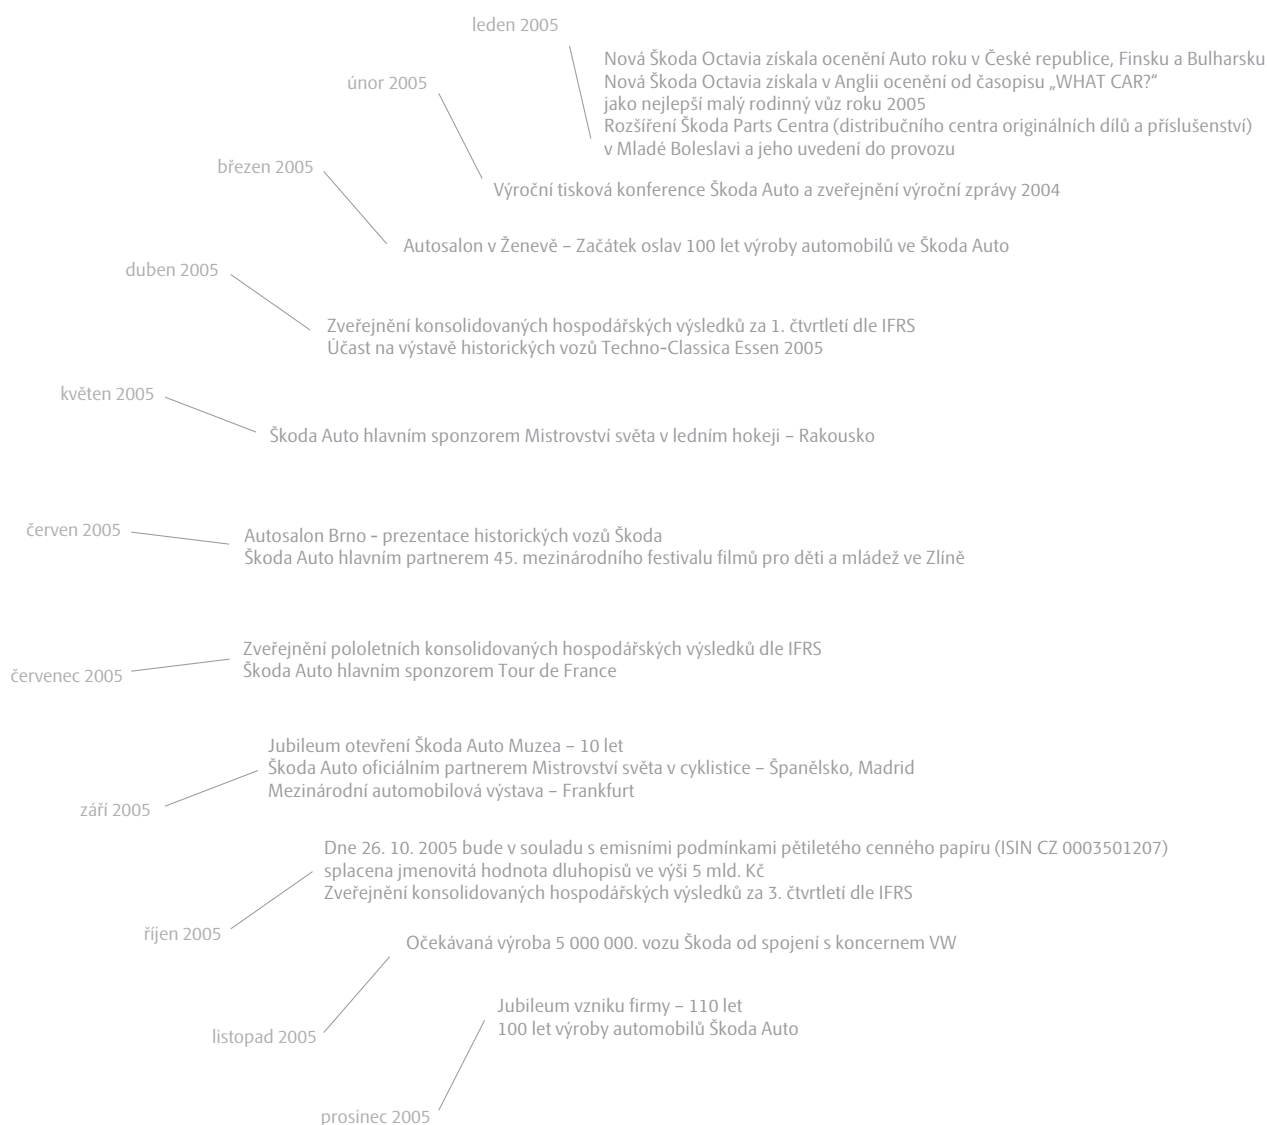 leden 2005
Nová Škoda Octavia získala ocenění Auto roku v České republice, Finsku a Bulharsku
Nová Škoda Octavia získala v Anglii ocenění od časopisu „WHAT CAR?“
jako nejlepší malý rodinný vůz roku 2005
Rozšíření Škoda Parts Centra (distribučního centra originálních dílů a příslušenství)
v Mladé Boleslavi a jeho uvedení do provozu
únor 2005
Výroční tisková konference Škoda Auto a zveřejnění výroční zprávy 2004
březen 2005
Autosalon v Ženevě – Začátek oslav 100 let výroby automobilů ve Škoda Auto
duben 2005
Zveřejnění konsolidovaných hospodářských výsledků za 1. čtvrtletí dle IFRS
Účast na výstavě historických vozů Techno-Classica Essen 2005
květen 2005
Škoda Auto hlavním sponzorem Mistrovství světa v ledním hokeji – Rakousko
červen 2005
Autosalon Brno - prezentace historických vozů Škoda
Škoda Auto hlavním partnerem 45. mezinárodního festivalu filmů pro děti a mládež ve Zlíně
červenec 2005
Zveřejnění pololetních konsolidovaných hospodářských výsledků dle IFRS
Škoda Auto hlavním sponzorem Tour de France
září 2005
Jubileum otevření Škoda Auto Muzea – 10 let
Škoda Auto oficiálním partnerem Mistrovství světa v cyklistice – Španělsko, Madrid
Mezinárodní automobilová výstava – Frankfurt
říjen 2005
Dne 26. 10. 2005 bude v souladu s emisními podmínkami pětiletého cenného papíru (ISIN CZ 0003501207)
splacena jmenovitá hodnota dluhopisů ve výši 5 mld. Kč
Zveřejnění konsolidovaných hospodářských výsledků za 3. čtvrtletí dle IFRS
listopad 2005
Očekávaná výroba 5 000 000. vozu Škoda od spojení s koncernem VW
prosinec 2005
Jubileum vzniku firmy – 110 let
100 let výroby automobilů Škoda Auto